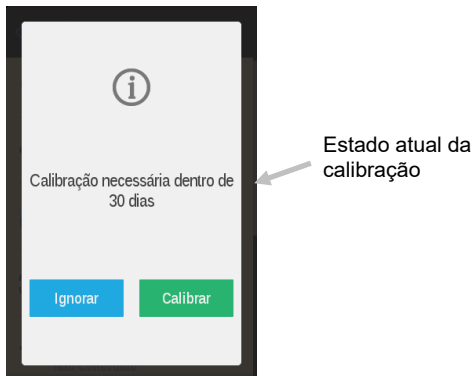 Calibração necessária dentro de
30 dias
Ignorar
Calibrar
Estado atual da
calibração